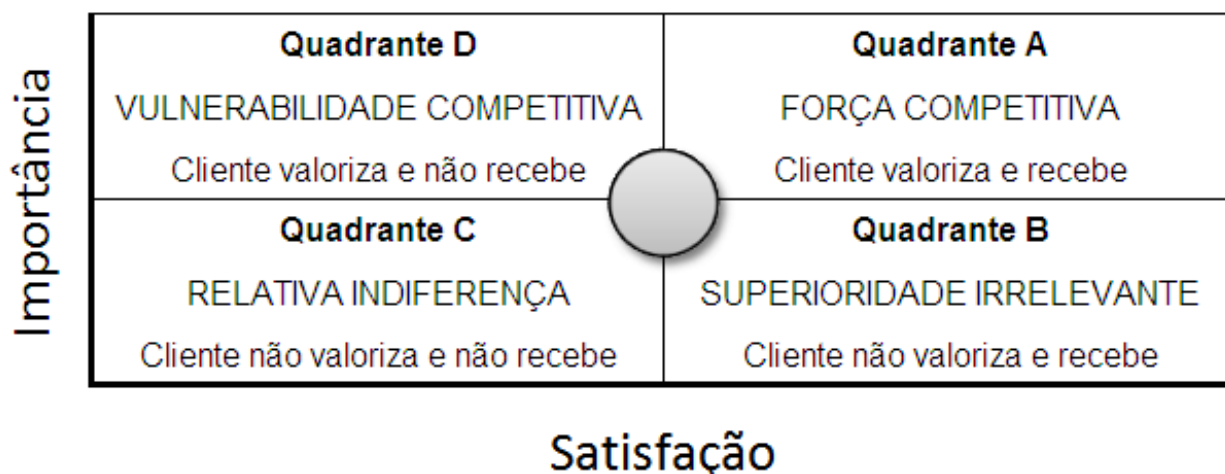 Importância
Quadrante D
VULNERABILIDADE COMPETITIVA
Cliente valoriza e não recebe
Quadrante A
FORÇA COMPETITIVA
Cliente valoriza e recebe
Quadrante C
RELATIVA INDIFERENÇA
Cliente não valoriza e não recebe
Quadrante B
SUPERIORIDADE IRRELEVANTE
Cliente não valoriza e recebe
Satisfação